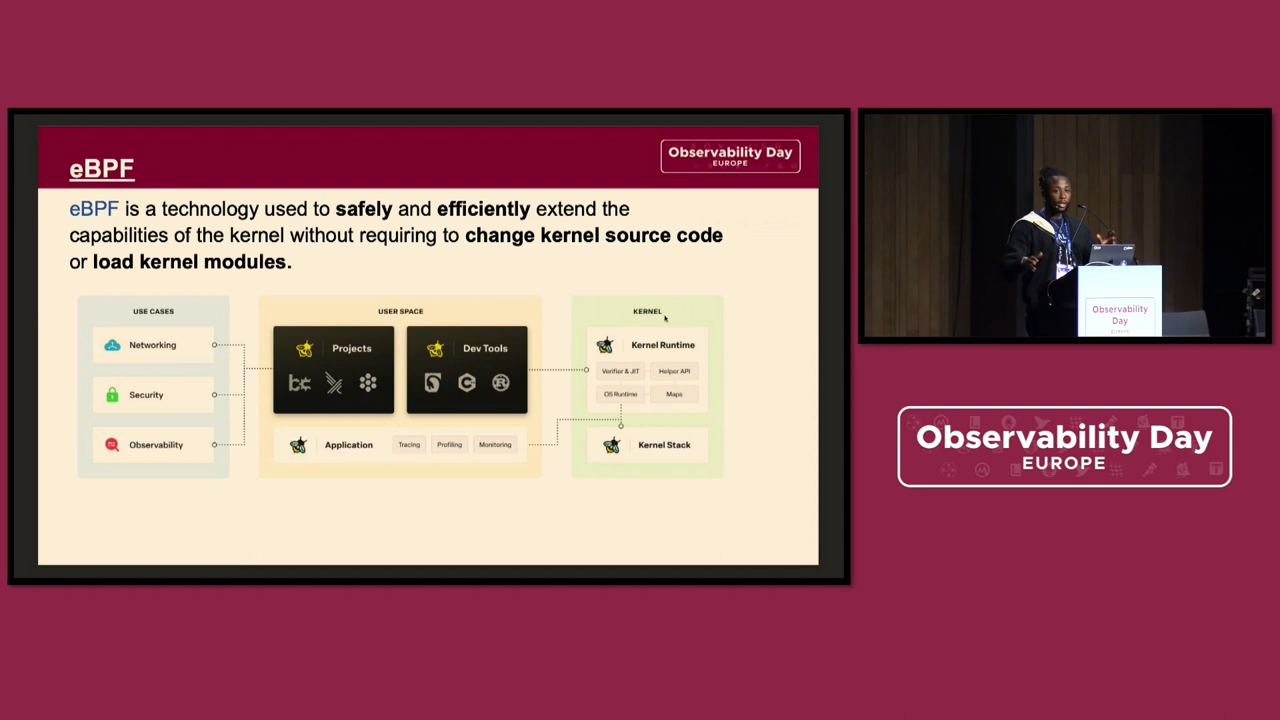 eBPF
Observability Day
EUROPE
eBPF is a technology used to safely and efficiently extend the
capabilities of the kernel without requiring to change kernel source code
or load kernel modules.
USE CASES
Networking
Security
Observability
USER SPACE
Projects
Dev Tools
Application
Tracing
Profiling
Monitoring
KERNEL
Kernel Runtime
Verifier & JIT
Helper API
OS Runtime
Maps
Kernel Stack
Observability
Day
EUROPE
Observability Day
EUROPE